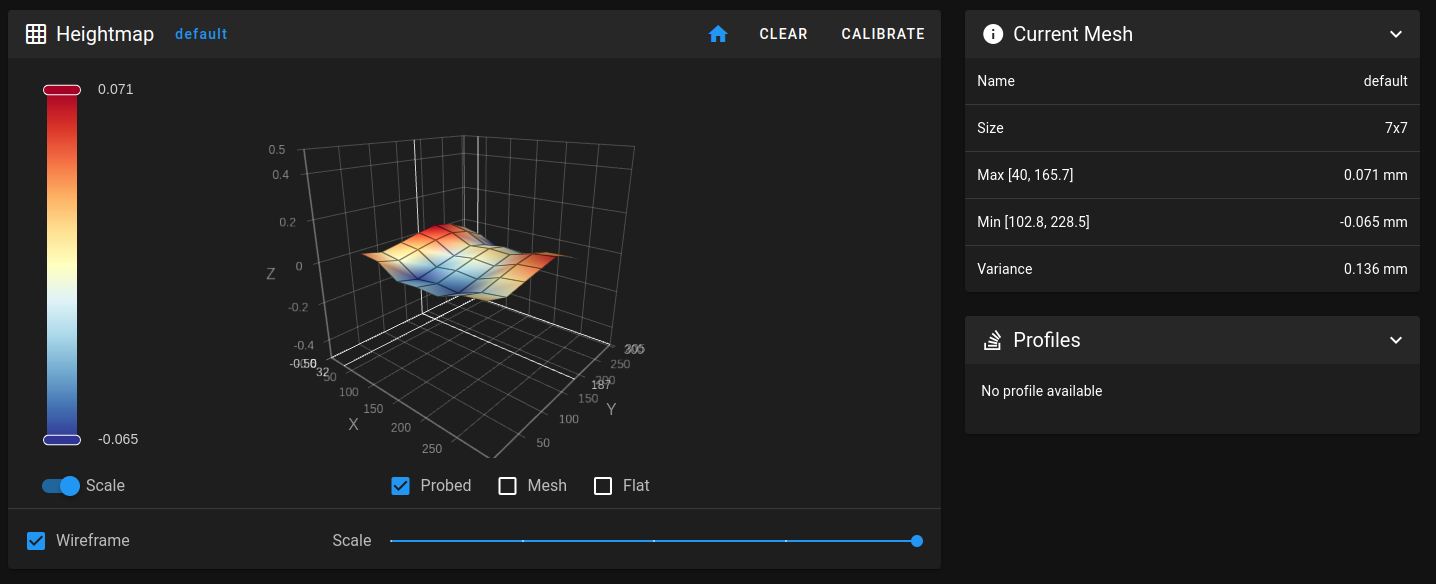 Heightmap default CLEAR CALIBRATE
0.071
0.5
0.4
0.2
Z 0
-0.2
-0.4
-0.50
32
50
100
150
X
200
250
305
250
187
150
Y
100
50
-0.065
Scale
Probed Mesh Flat
Wireframe Scale
Current Mesh
Name default
Size 7x7
Max [40, 165.7] 0.071 mm
Min [102.8, 228.5] -0.065 mm
Variance 0.136 mm
Profiles
No profile available